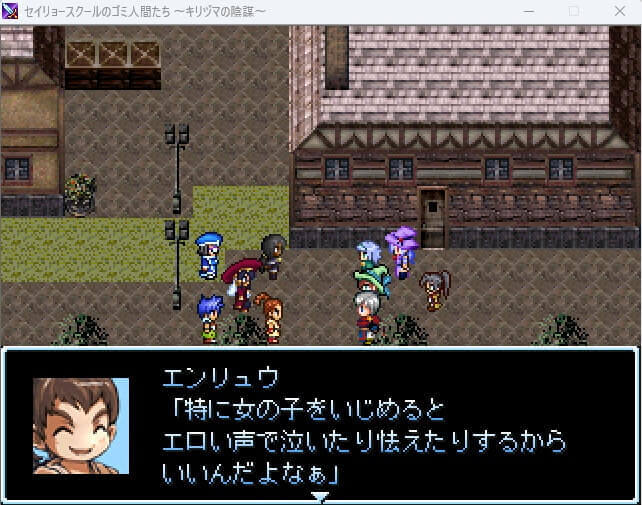 セイリョースクールのゴミ人間たち ～キリヅマの陰謀～
エンリュウ
「特に女の子をいじめると
エロい声で泣いたり怯えたりするから
いいんだよなぁ」